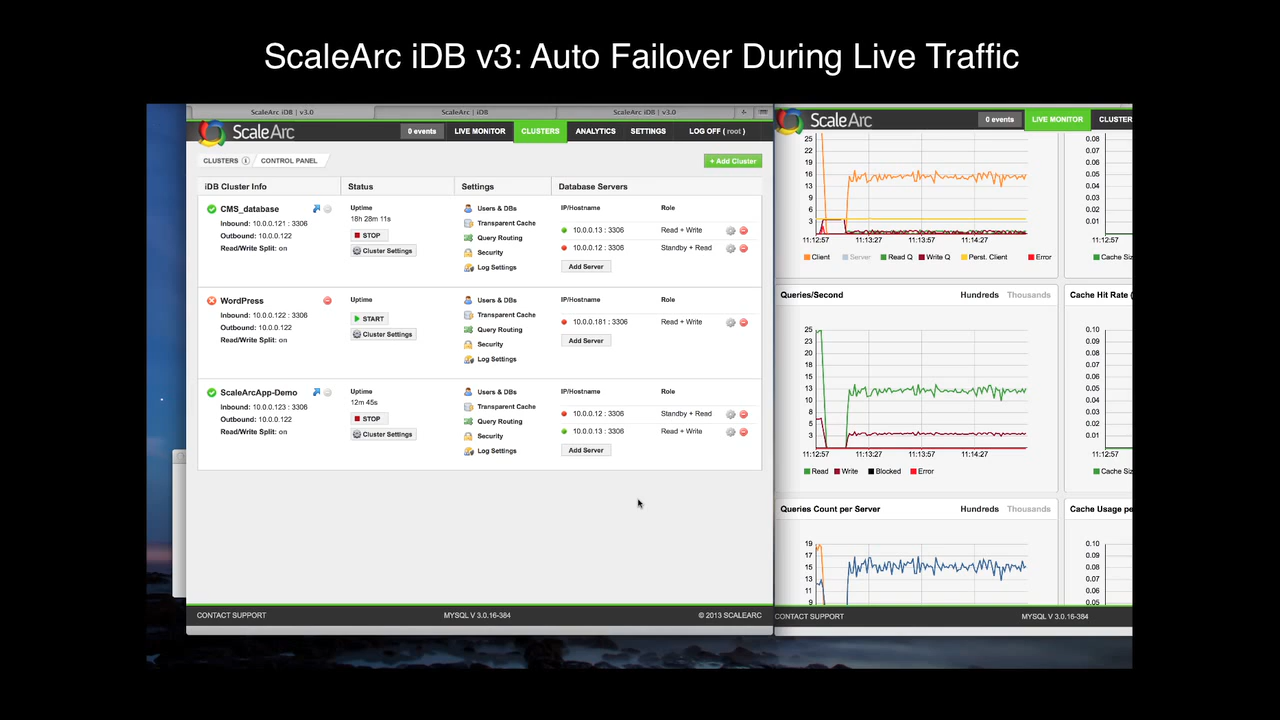 ScaleArc iDB v3: Auto Failover During Live Traffic
ScaleArc iDB | v3.0
ScaleArc | iDB
ScaleArc iDB | v3.0
+
ScaleArc
0 events
LIVE MONITOR
CLUSTERS
ANALYTICS
SETTINGS
LOG OFF ( root )
CLUSTERS
CONTROL PANEL
+ Add Cluster
iDB Cluster Info
Status
Settings
Database Servers
CMS_database
Inbound: 10.0.0.121 : 3306
Outbound: 10.0.0.122
Read/Write Split: on
Uptime
18h 28m 11s
STOP
Cluster Settings
Users & DBs
Transparent Cache
Query Routing
Security
Log Settings
IP/Hostname Role
10.0.0.13 : 3306 Read + Write
10.0.0.12 : 3306 Standby + Read
Add Server
WordPress
Inbound: 10.0.0.122 : 3306
Outbound: 10.0.0.122
Read/Write Split: on
Uptime
START
Cluster Settings
Users & DBs
Transparent Cache
Query Routing
Security
Log Settings
IP/Hostname Role
10.0.0.181 : 3306 Read + Write
Add Server
ScaleArcApp-Demo
Inbound: 10.0.0.123 : 3306
Outbound: 10.0.0.122
Read/Write Split: on
Uptime
12m 45s
STOP
Cluster Settings
Users & DBs
Transparent Cache
Query Routing
Security
Log Settings
IP/Hostname Role
10.0.0.12 : 3306 Standby + Read
10.0.0.13 : 3306 Read + Write
Add Server
CONTACT SUPPORT
MYSQL V 3.0.16-384
© 2013 SCALEARC
ScaleArc
0 events
LIVE MONITOR
CLUSTER
25
21
18
15
12
9
6
3
11:12:57 11:13:27 11:13:57 11:14:27
Client Server Read Q Write Q Perst. Client Error
0.08
0.07
0.06
0.05
0.04
0.03
0.02
0.01
11:12:57
Cache Siz
Queries/Second Hundreds Thousands
25
23
20
18
15
13
10
8
5
3
11:12:57 11:13:27 11:13:57 11:14:27
Read Write Blocked Error
Cache Hit Rate (
0.10
0.09
0.08
0.07
0.06
0.05
0.04
0.03
0.02
0.01
11:12:57
Cache Siz
Queries Count per Server Hundreds Thousands
19
17
15
13
11
9
Cache Usage pe
0.10
0.09
0.08
0.07
0.06
0.05
CONTACT SUPPORT
MYSQL V 3.0.16-384